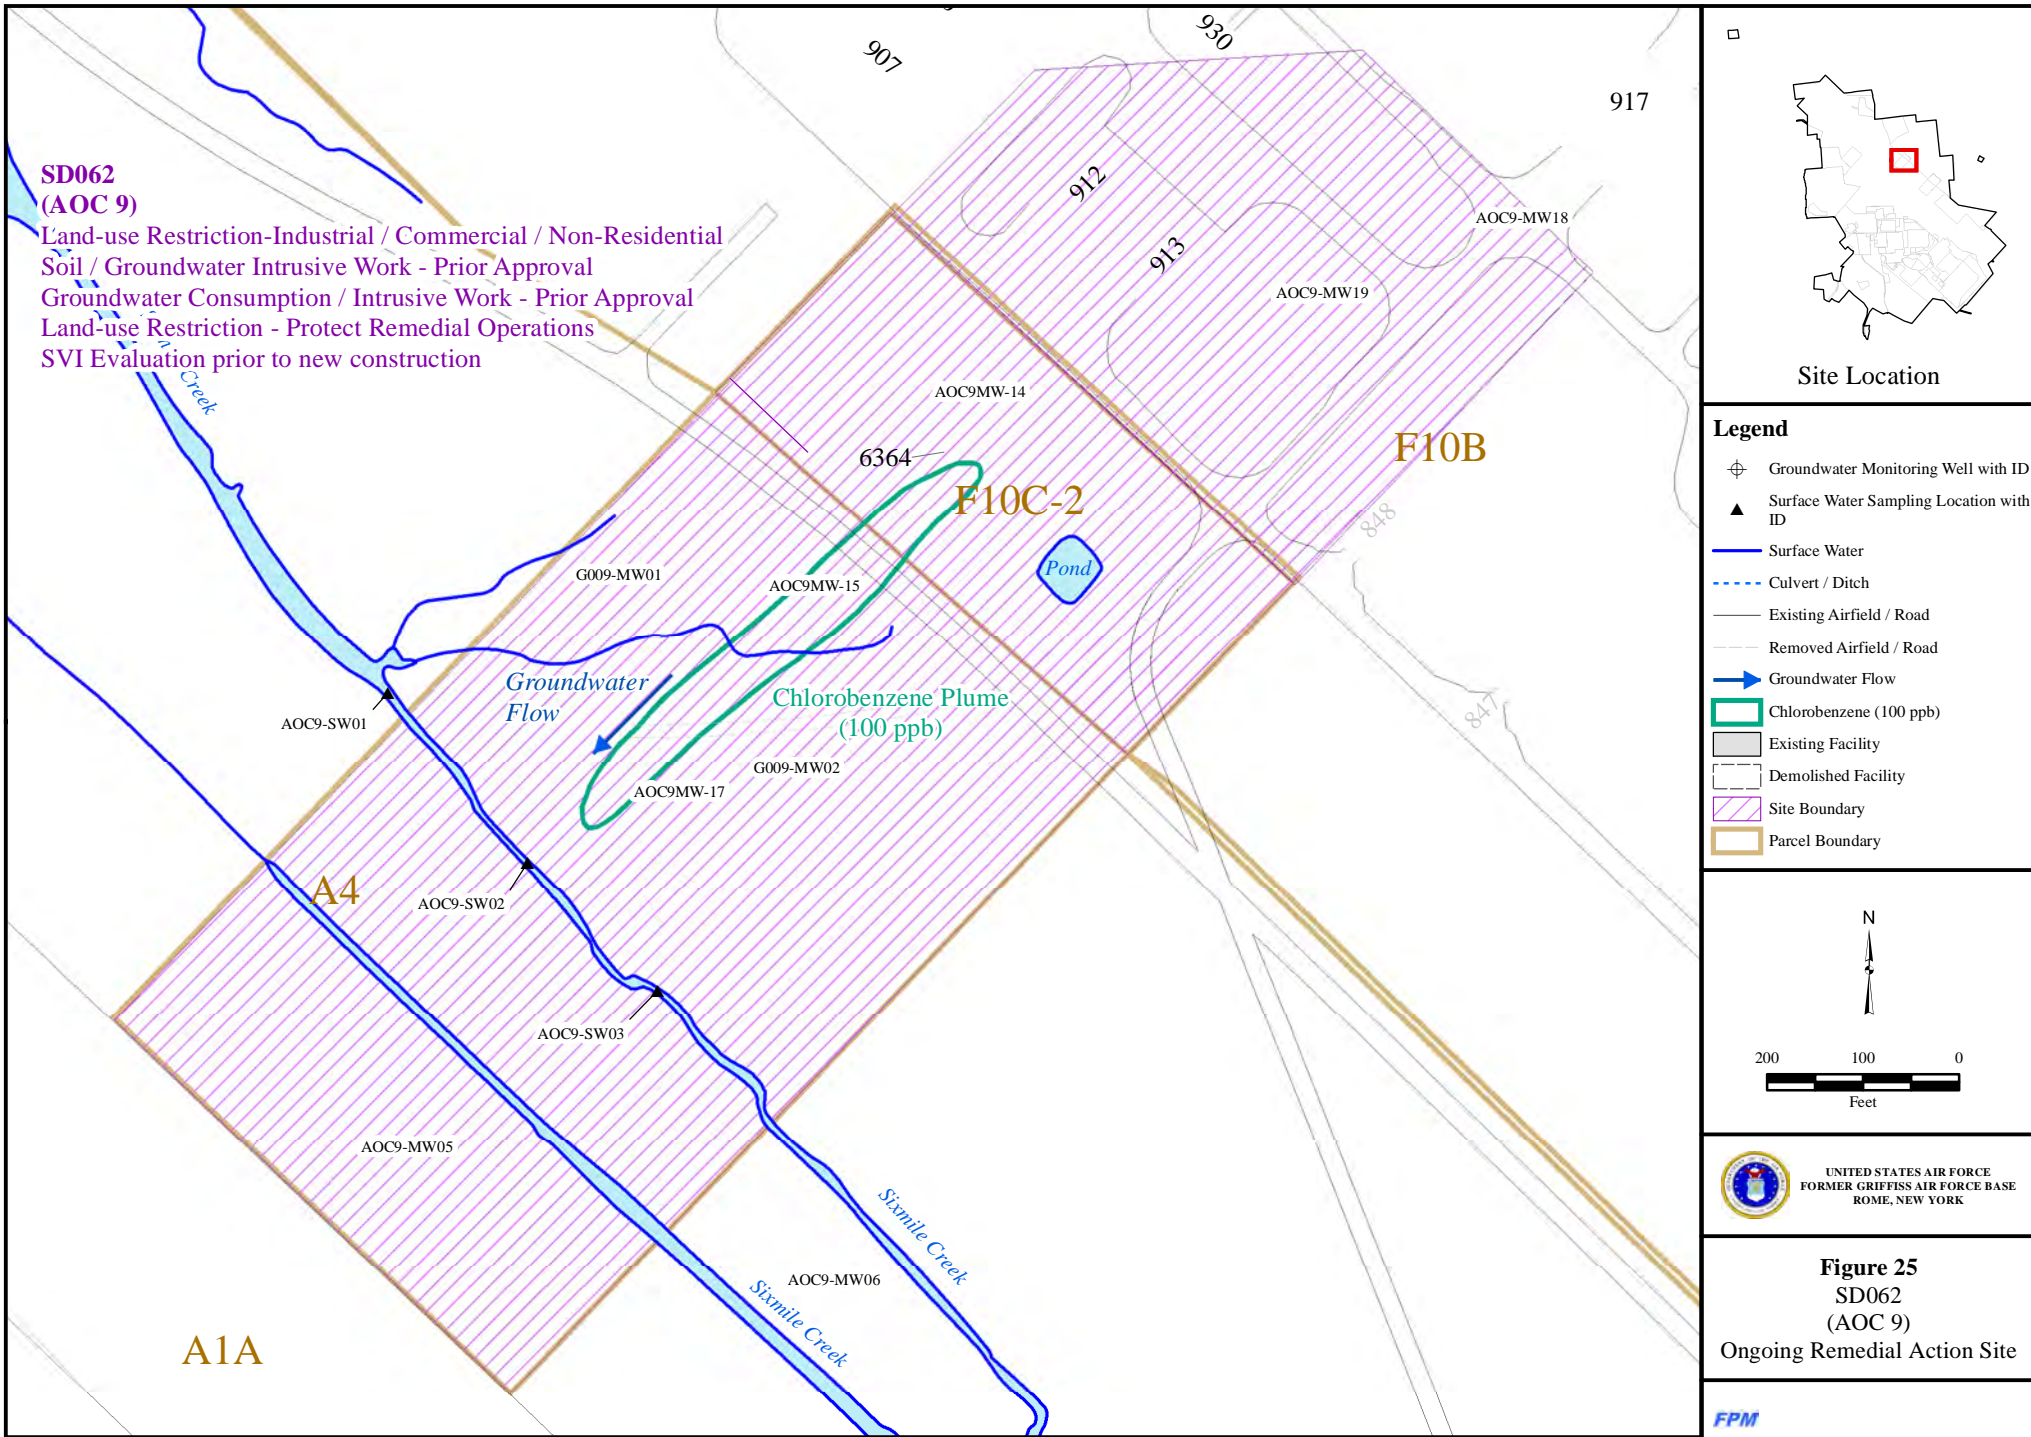 930
907
917
SD062
(AOC 9)
Land-use Restriction-Industrial / Commercial / Non-Residential
Soil / Groundwater Intrusive Work - Prior Approval
Groundwater Consumption / Intrusive Work - Prior Approval
Land-use Restriction - Protect Remedial Operations
SVI Evaluation prior to new construction
Creek
912
913
AOC9-MW18
AOC9-MW19
AOC9MW-14
6364
F10C-2
F10B
848
847
Pond
G009-MW01
AOC9MW-15
Groundwater
Flow
Chlorobenzene Plume
(100 ppb)
G009-MW02
AOC9MW-17
AOC9-SW01
A4
AOC9-SW02
AOC9-SW03
AOC9-MW05
AOC9-MW06
Sixmile Creek
Sixmile Creek
A1A
Site Location
Legend
Groundwater Monitoring Well with ID
Surface Water Sampling Location with
ID
Surface Water
Culvert / Ditch
Existing Airfield / Road
Removed Airfield / Road
Groundwater Flow
Chlorobenzene (100 ppb)
Existing Facility
Demolished Facility
Site Boundary
Parcel Boundary
N
200 100 0
Feet
UNITED STATES AIR FORCE
FORMER GRIFFISS AIR FORCE BASE
ROME, NEW YORK
Figure 25
SD062
(AOC 9)
Ongoing Remedial Action Site
FPM